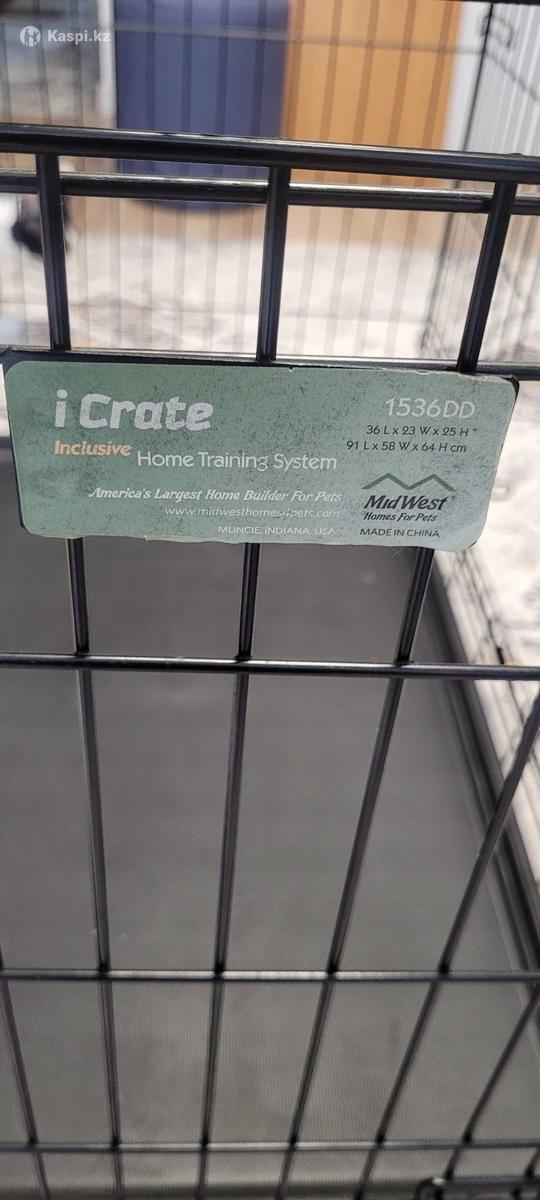 Kaspi.kz
i Crate
1536DD
36 L x 23 W x 25 H "
91 L x 58 W x 64 H cm
Inclusive Home Training System
America's Largest Home Builder For Pets
www.midwesthomes4pets.com
MUNCIE, INDIANA, USA
MidWest
Homes For Pets
MADE IN CHINA